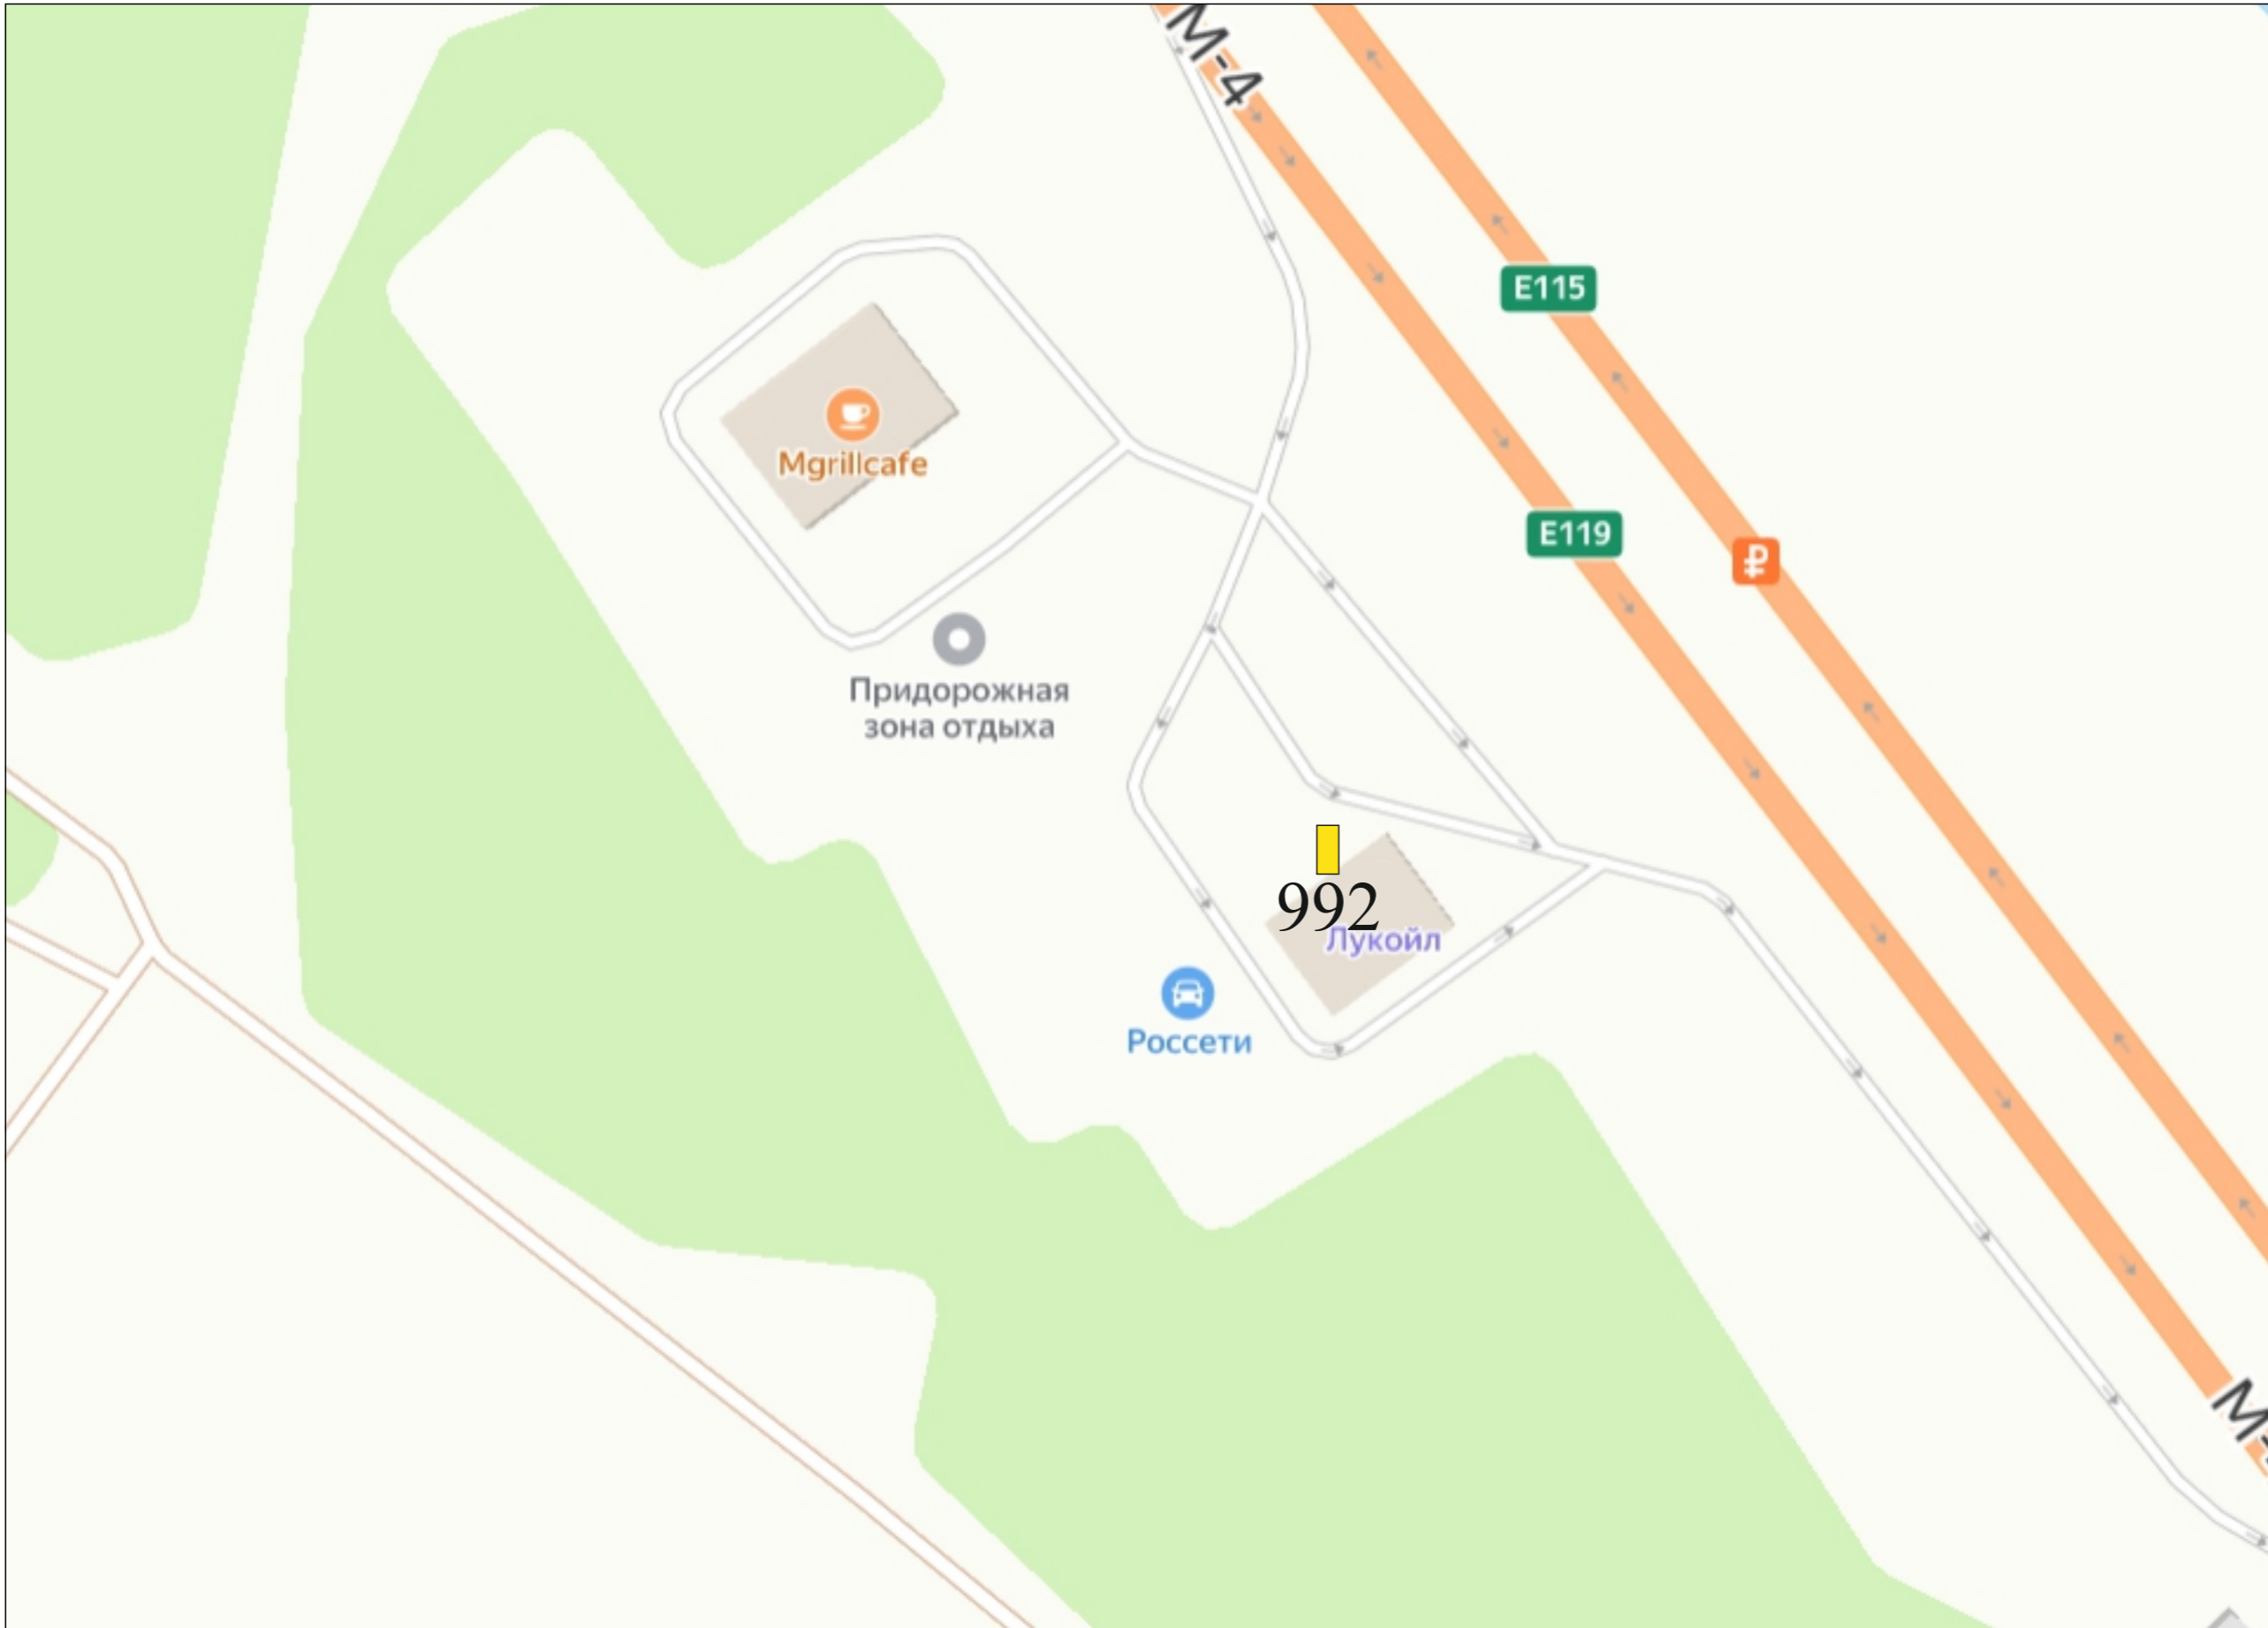 М-4
E115
Mgrillcafe
E119
₽
Придорожная
зона отдыха
992
Лукойл
Россети
М-